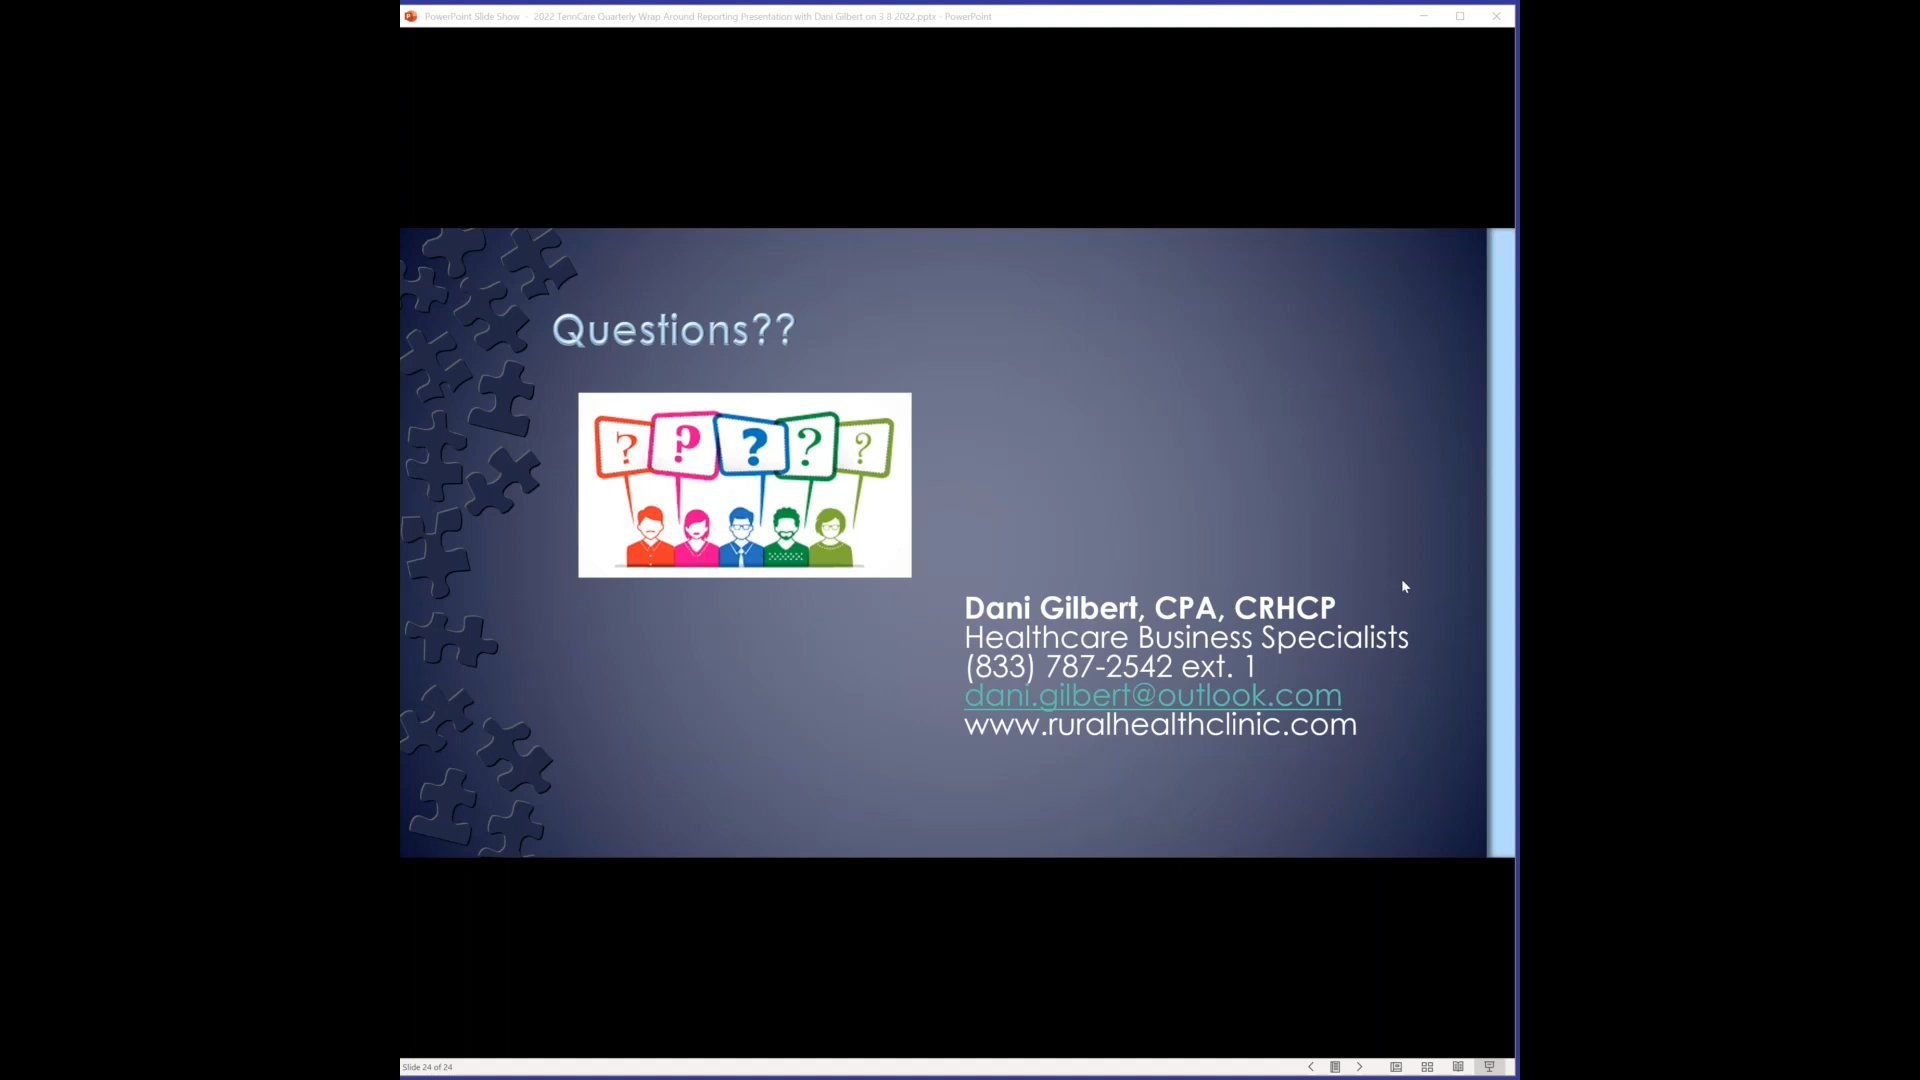 PowerPoint Slide Show - 2022 TennCare Quarterly Wrap Around Reporting Presentation with Dani Gilbert on 3 8 2022.pptx - PowerPoint
Questions??
? ? ? ? ?
Dani Gilbert, CPA, CRHCP
Healthcare Business Specialists
(833) 787-2542 ext. 1
dani.gilbert@outlook.com
www.ruralhealthclinic.com
Slide 24 of 24